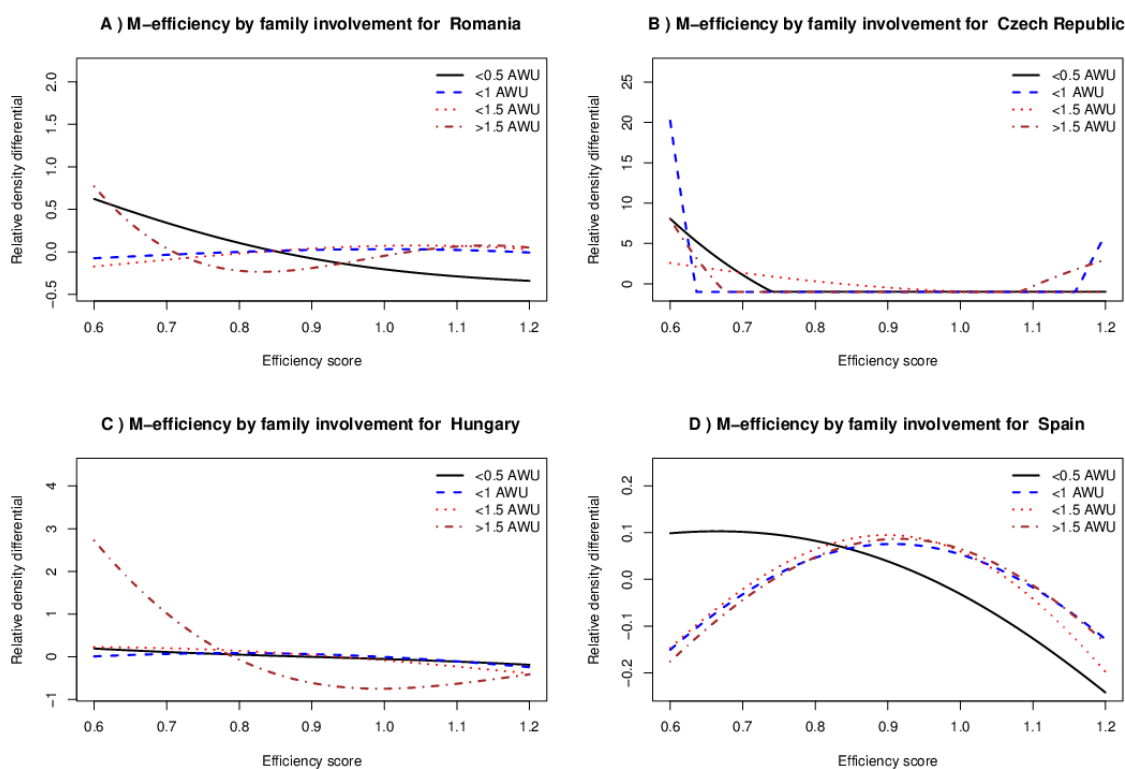 A ) M−efficiency by family involvement for Romania
Relative density differential
2.0
1.5
1.0
0.5
0.0
−0.5
<0.5 AWU
<1 AWU
<1.5 AWU
>1.5 AWU
0.6 0.7 0.8 0.9 1.0 1.1 1.2
Efficiency score
B ) M−efficiency by family involvement for Czech Republic
Relative density differential
25
20
15
10
5
0
<0.5 AWU
<1 AWU
<1.5 AWU
>1.5 AWU
0.6 0.7 0.8 0.9 1.0 1.1 1.2
Efficiency score
C ) M−efficiency by family involvement for Hungary
Relative density differential
4
3
2
1
0
−1
<0.5 AWU
<1 AWU
<1.5 AWU
>1.5 AWU
0.6 0.7 0.8 0.9 1.0 1.1 1.2
Efficiency score
D ) M−efficiency by family involvement for Spain
Relative density differential
0.2
0.1
0.0
−0.1
−0.2
<0.5 AWU
<1 AWU
<1.5 AWU
>1.5 AWU
0.6 0.7 0.8 0.9 1.0 1.1 1.2
Efficiency score